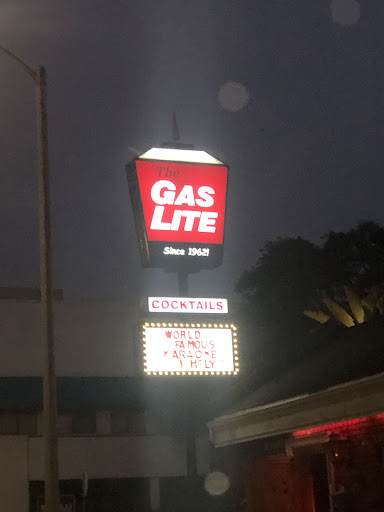 The
GAS
LITE
Since 1962!
COCKTAILS
WORLD
FAMOUS
KARAOKE